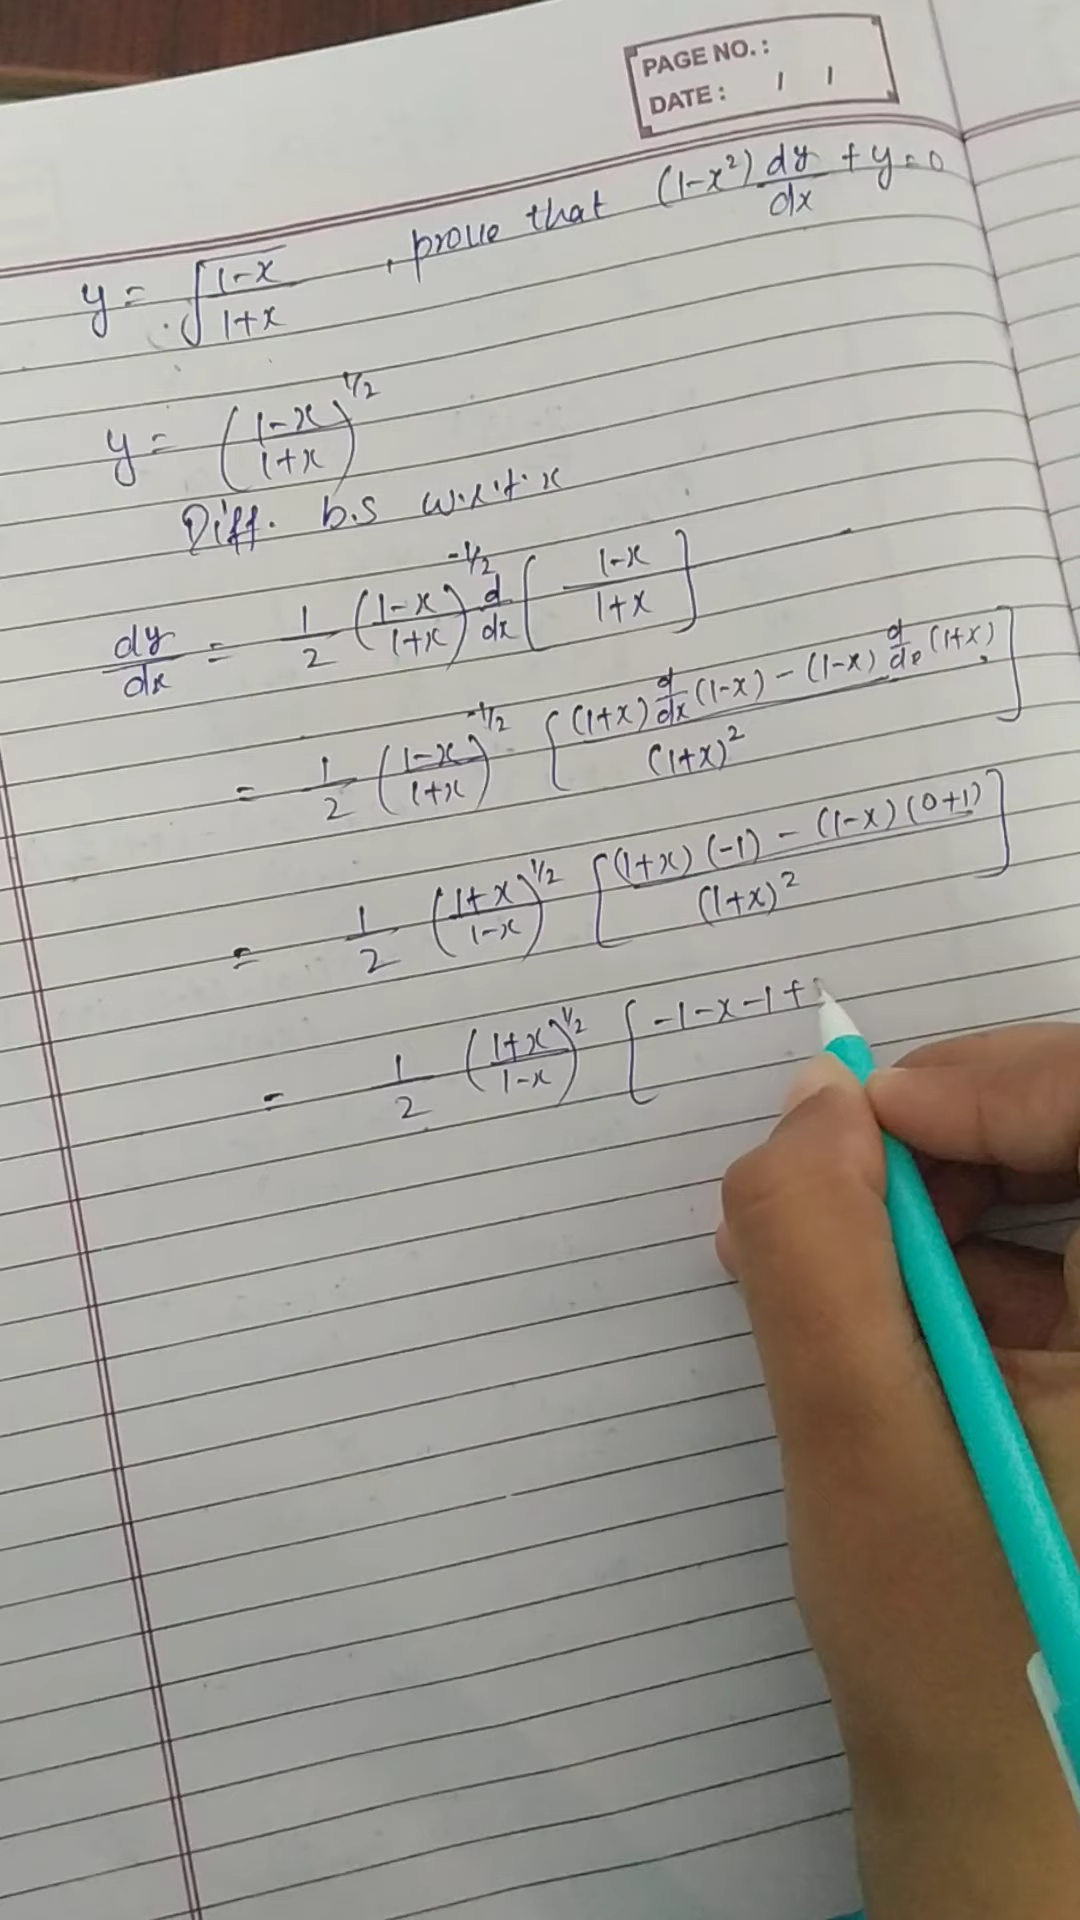 PAGE NO. :
DATE : / /
y = √(1-x)/(1+x) , prove that (1-x²) dy/dx + y = 0
y = ((1-x)/(1+x))^1/2
Diff. b.s w.r.t.x
dy/dx = 1/2 ((1-x)/(1+x))^-1/2 d/dx [(1-x)/(1+x)]
= 1/2 ((1-x)/(1+x))^-1/2 [((1+x) d/dx (1-x) - (1-x) d/dx (1+x))/(1+x)²]
= 1/2 ((1+x)/(1-x))^1/2 [((1+x)(-1) - (1-x)(0+1))/(1+x)²]
= 1/2 ((1+x)/(1-x))^1/2 [-1-x-1+